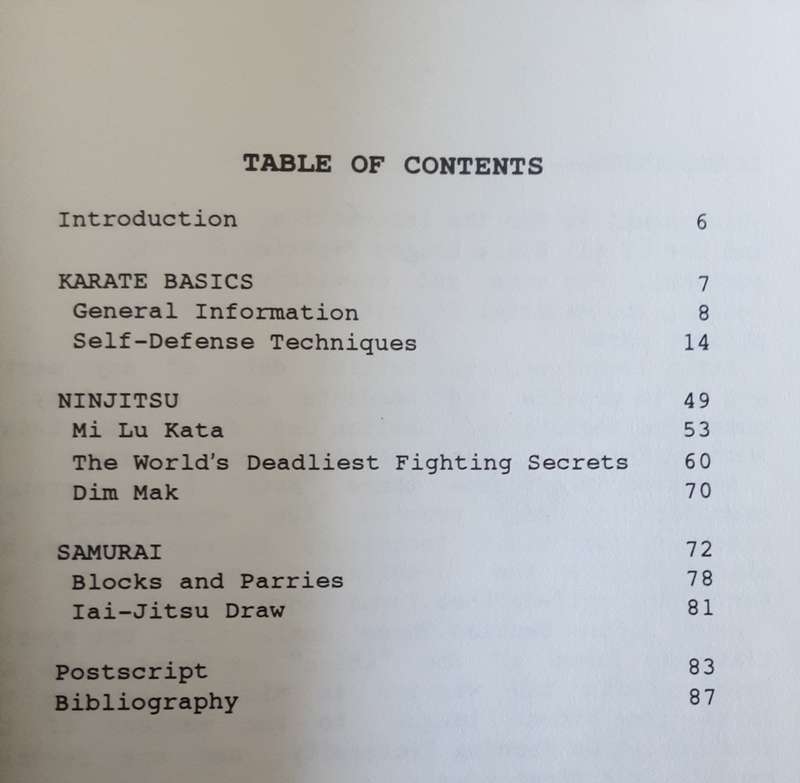 TABLE OF CONTENTS
Introduction 6
KARATE BASICS 7
General Information 8
Self-Defense Techniques 14
NINJITSU 49
Mi Lu Kata 53
The World's Deadliest Fighting Secrets 60
Dim Mak 70
SAMURAI 72
Blocks and Parries 78
Iai-Jitsu Draw 81
Postscript 83
Bibliography 87